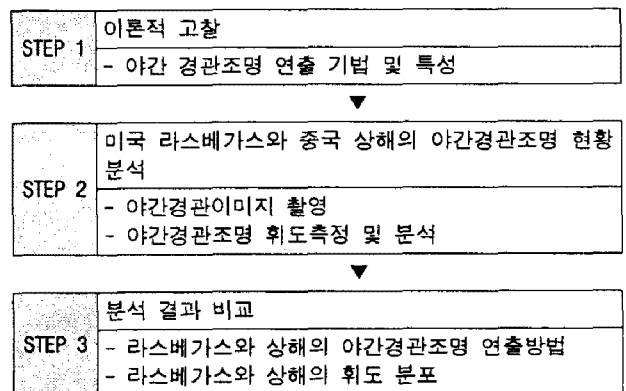 STEP 1
이론적 고찰
- 야간 경관조명 연출 기법 및 특성
▼
STEP 2
미국 라스베가스와 중국 상해의 야간경관조명 현황
분석
- 야간경관이미지 촬영
- 야간경관조명 휘도측정 및 분석
▼
STEP 3
분석 결과 비교
- 라스베가스와 상해의 야간경관조명 연출방법
- 라스베가스와 상해의 휘도 분포